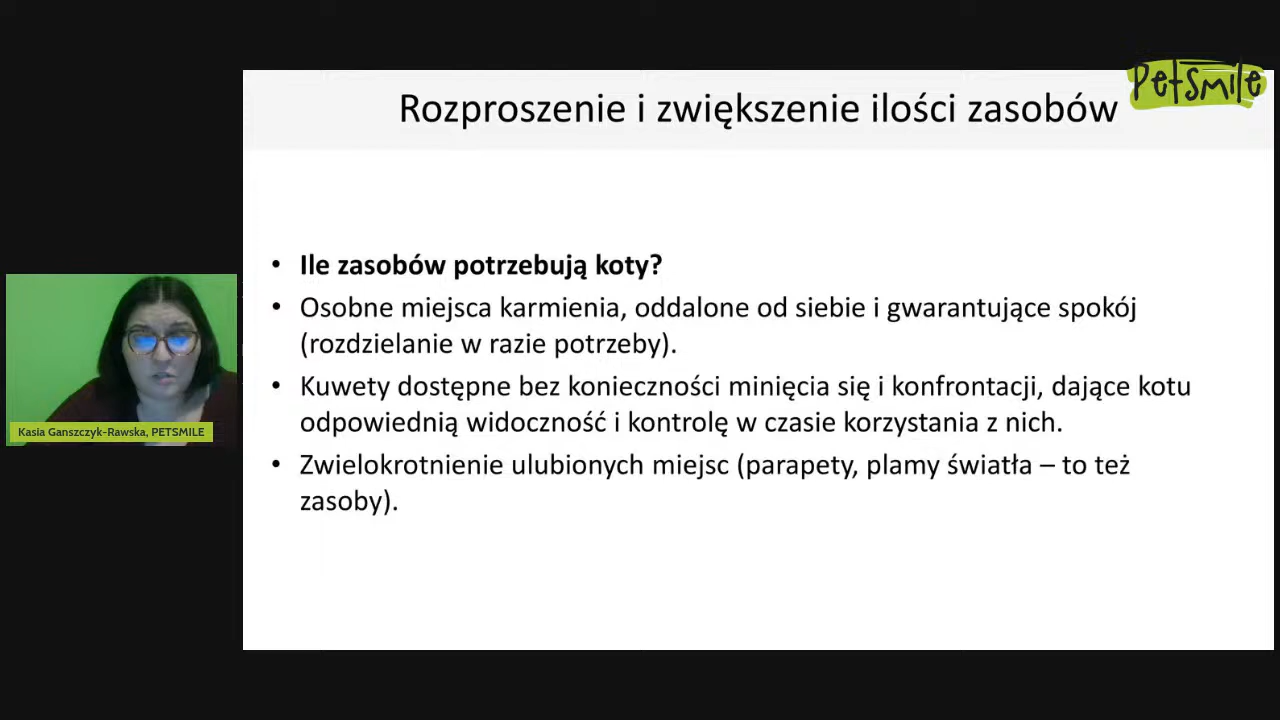 PetSmile
Rozproszenie i zwiększenie ilości zasobów
• Ile zasobów potrzebują koty?
• Osobne miejsca karmienia, oddalone od siebie i gwarantujące spokój
(rozdzielanie w razie potrzeby).
• Kuwety dostępne bez konieczności minięcia się i konfrontacji, dające kotu
odpowiednią widoczność i kontrolę w czasie korzystania z nich.
• Zwielokrotnienie ulubionych miejsc (parapety, plamy światła – to też
zasoby).
Kasia Ganszczyk-Rawska, PETSMILE